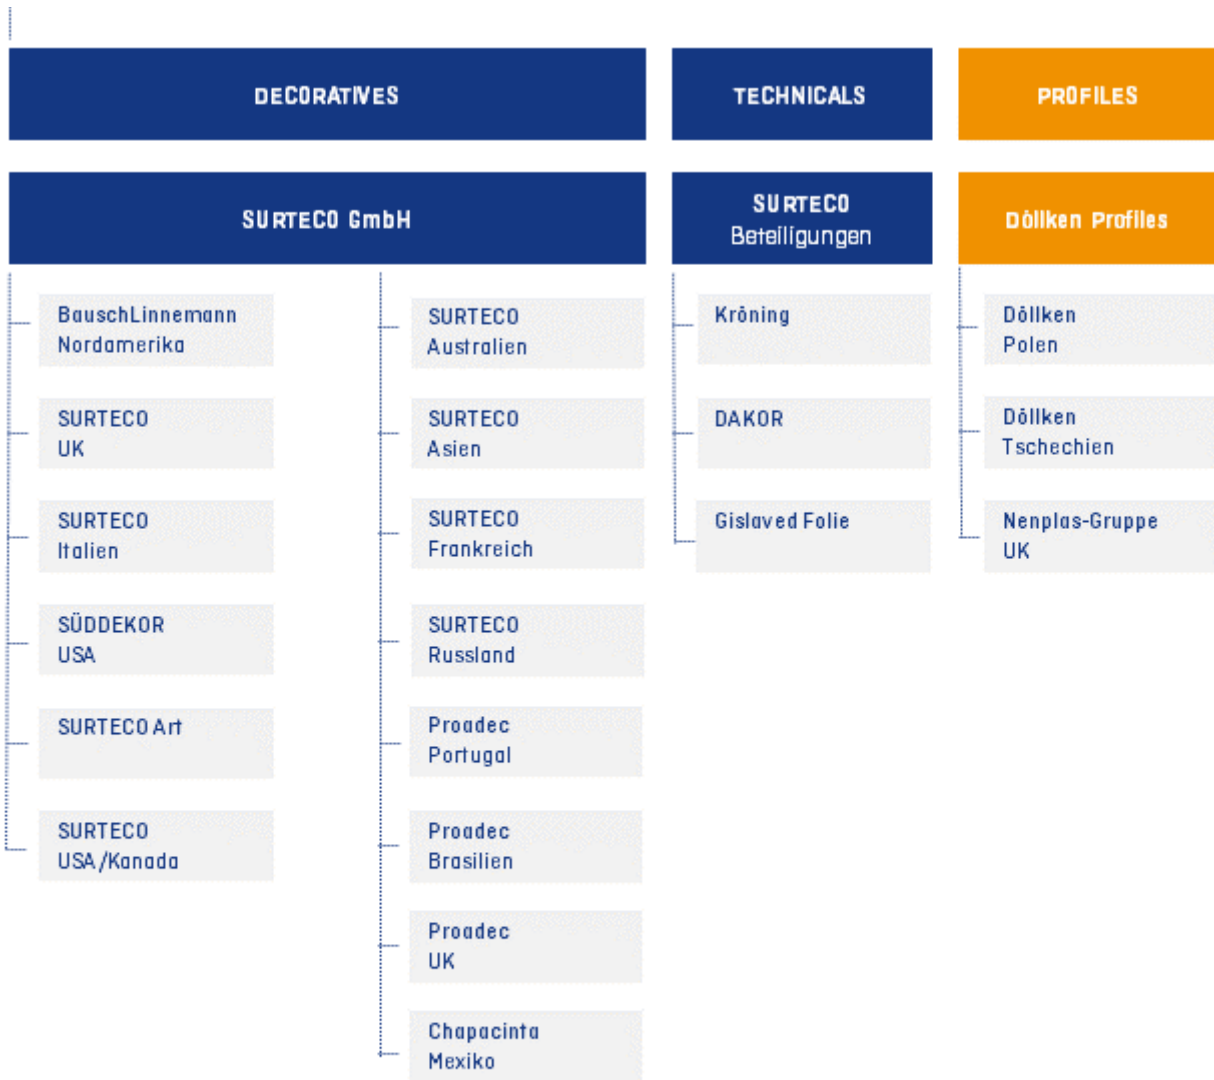 DECORATIVES
TECHNICALS
PROFILES
SURTECO GmbH
SURTECO
Beteiligungen
Döllken Profiles
BauschLinnemann
Nordamerika
SURTECO
UK
SURTECO
Italien
SÜDDEKOR
USA
SURTECO Art
SURTECO
USA/Kanada
SURTECO
Australien
SURTECO
Asien
SURTECO
Frankreich
SURTECO
Russland
Proadec
Portugal
Proadec
Brasilien
Proadec
UK
Chapacinta
Mexiko
Kröning
DAKOR
Gislaved Folie
Döllken
Polen
Döllken
Tschechien
Nenplas-Gruppe
UK